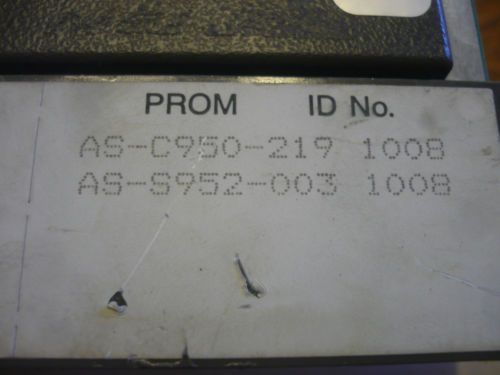 PROM ID No.
AS-C950-219 1008
AS-S952-003 1008